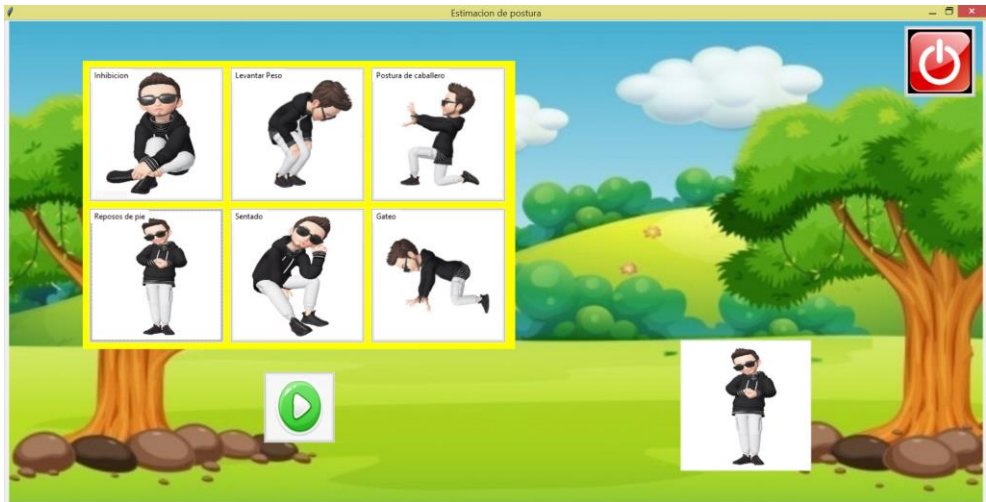 Estimacion de postura
Inhibicion
Levantar Peso
Postura de caballero
Reposos de pie
Sentado
Gateo